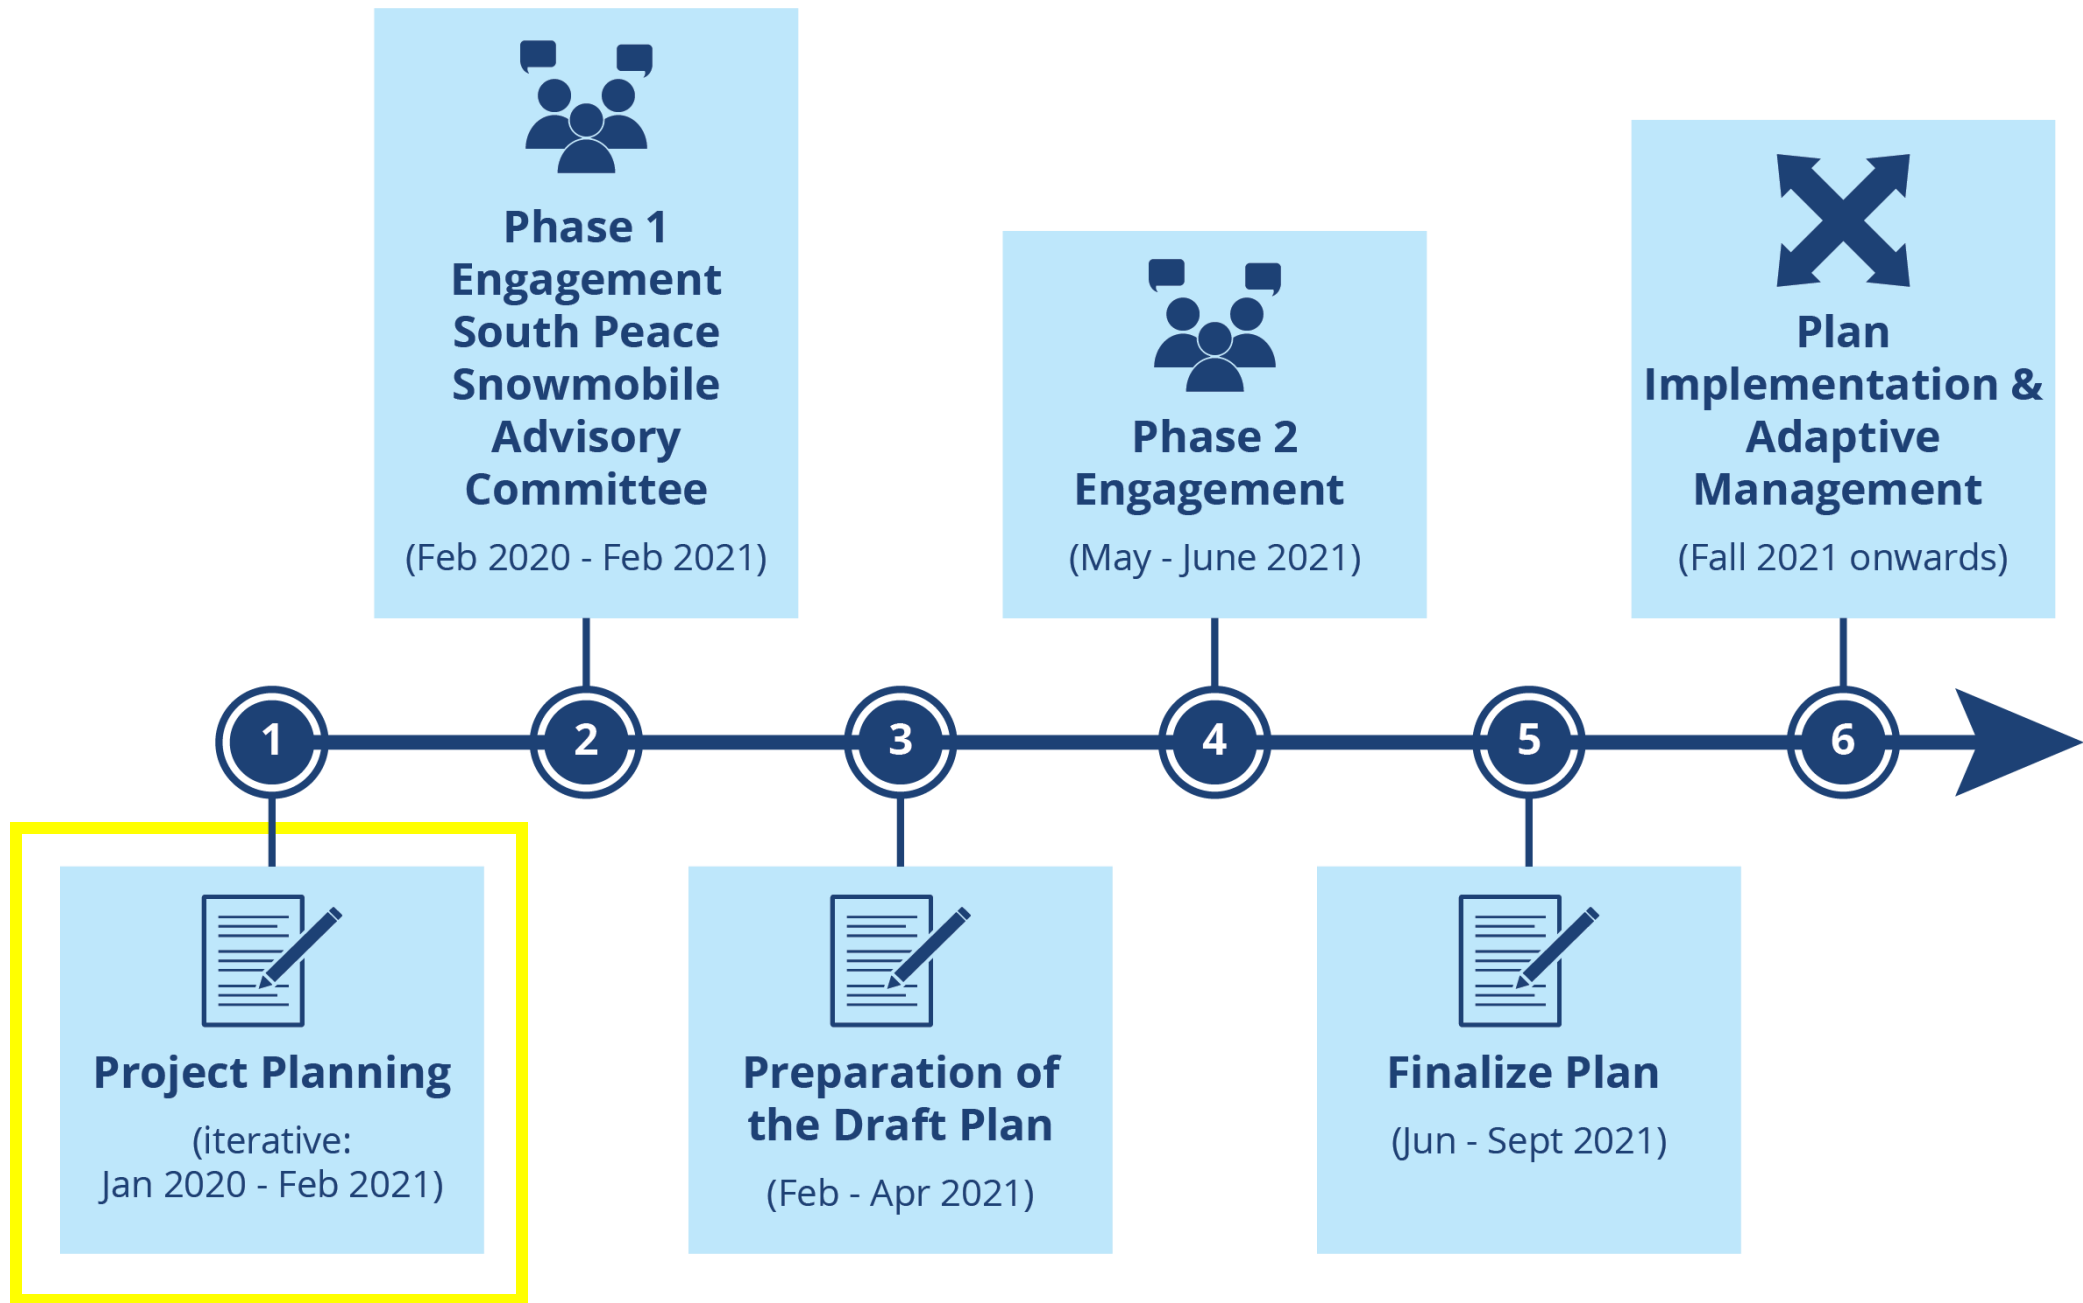 Phase 1
Engagement
South Peace
Snowmobile
Advisory
Committee
(Feb 2020 - Feb 2021)
Phase 2
Engagement
(May - June 2021)
Plan
Implementation &
Adaptive
Management
(Fall 2021 onwards)
1
2
3
4
5
6
Project Planning
(iterative:
Jan 2020 - Feb 2021)
Preparation of
the Draft Plan
(Feb - Apr 2021)
Finalize Plan
(Jun - Sept 2021)